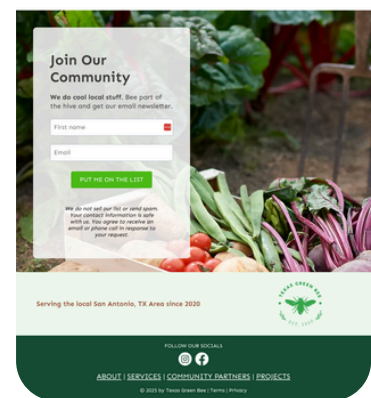 Join Our
Community
We do cool local stuff. Bee part of
the hive and get our email newsletter.
First name
Email
PUT ME ON THE LIST
We do not sell our list or send spam.
Your contact information is safe
with us. You agree to receive an
email or phone call in response to
your request.
Serving the local San Antonio, TX Area since 2020
TEXAS GREEN BEE
EST. 2020
FOLLOW OUR SOCIALS
ABOUT | SERVICES | COMMUNITY PARTNERS | PROJECTS
© 2025 by Texas Green Bee | Terms | Privacy